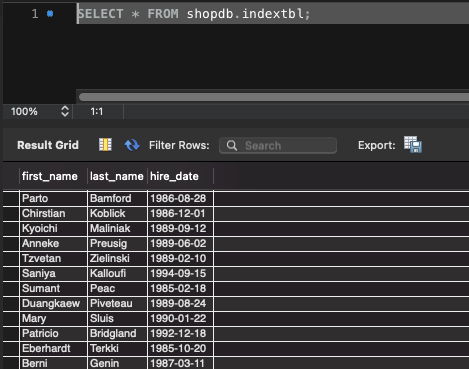 1 SELECT * FROM shopdb.indextbl;
100% 1:1
Result Grid Filter Rows: Search Export:
first_name last_name hire_date
Parto Bamford 1986-08-28
Chirstian Koblick 1986-12-01
Kyoichi Maliniak 1989-09-12
Anneke Preusig 1989-06-02
Tzvetan Zielinski 1989-02-10
Saniya Kalloufi 1994-09-15
Sumant Peac 1985-02-18
Duangkaew Piveteau 1989-08-24
Mary Sluis 1990-01-22
Patricio Bridgland 1992-12-18
Eberhardt Terkki 1985-10-20
Berni Genin 1987-03-11